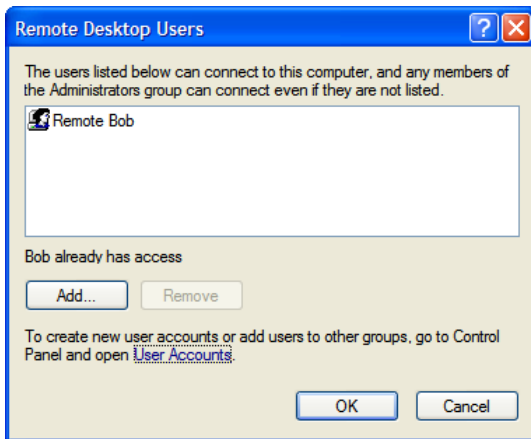 Remote Desktop Users
The users listed below can connect to this computer, and any members of
the Administrators group can connect even if they are not listed.
Remote Bob
Bob already has access
Add...
Remove
To create new user accounts or add users to other groups, go to Control
Panel and open User Accounts.
OK
Cancel